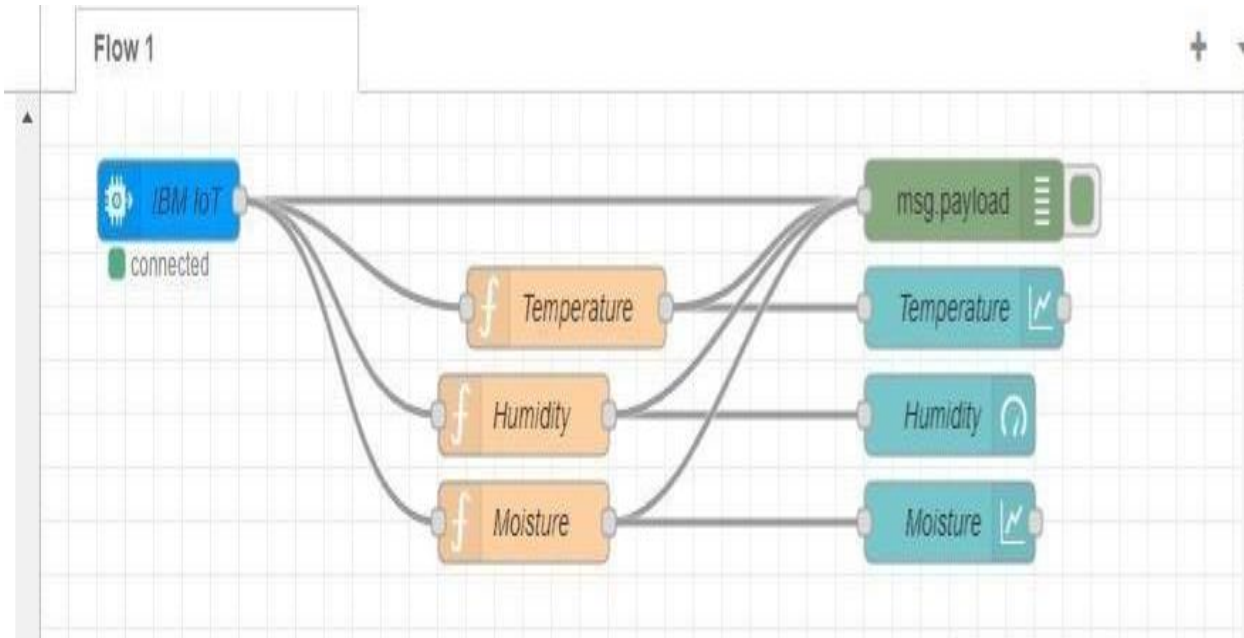 Flow 1
IBM IoT
connected
msg.payload
Temperature
Temperature
Humidity
Humidity
Moisture
Moisture